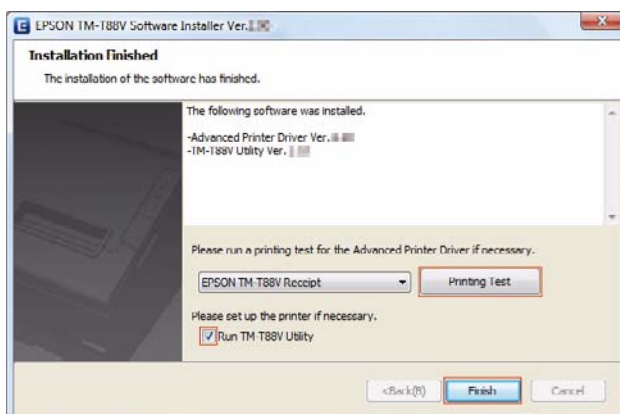 EPSON TM-T88V Software Installer Ver.
Installation Finished
The installation of the software has finished.
The following software was installed.
-Advanced Printer Driver Ver.
-TM-T88V Utility Ver.
Please run a printing test for the Advanced Printer Driver if necessary.
EPSON TM-T88V Receipt
Printing Test
Please set up the printer if necessary.
Run TM-T88V Utility
<Back(B)
Finish
Cancel